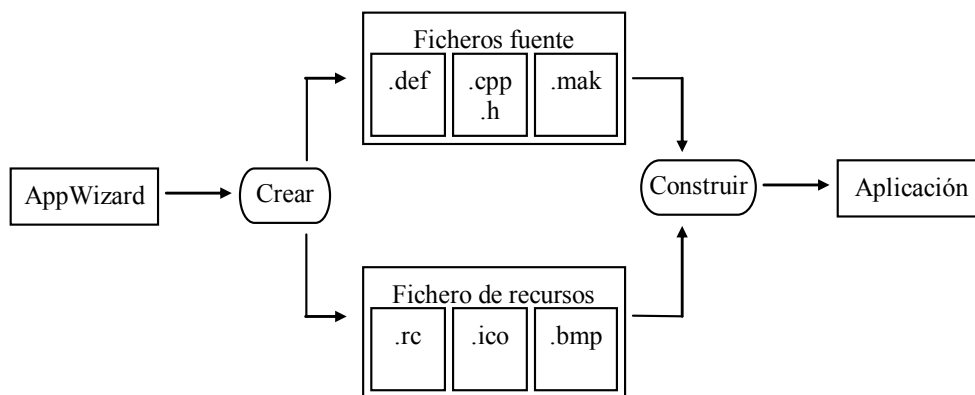 AppWizard
Crear
Ficheros fuente
.def
.cpp
.h
.mak
Fichero de recursos
.rc
.ico
.bmp
Construir
Aplicación